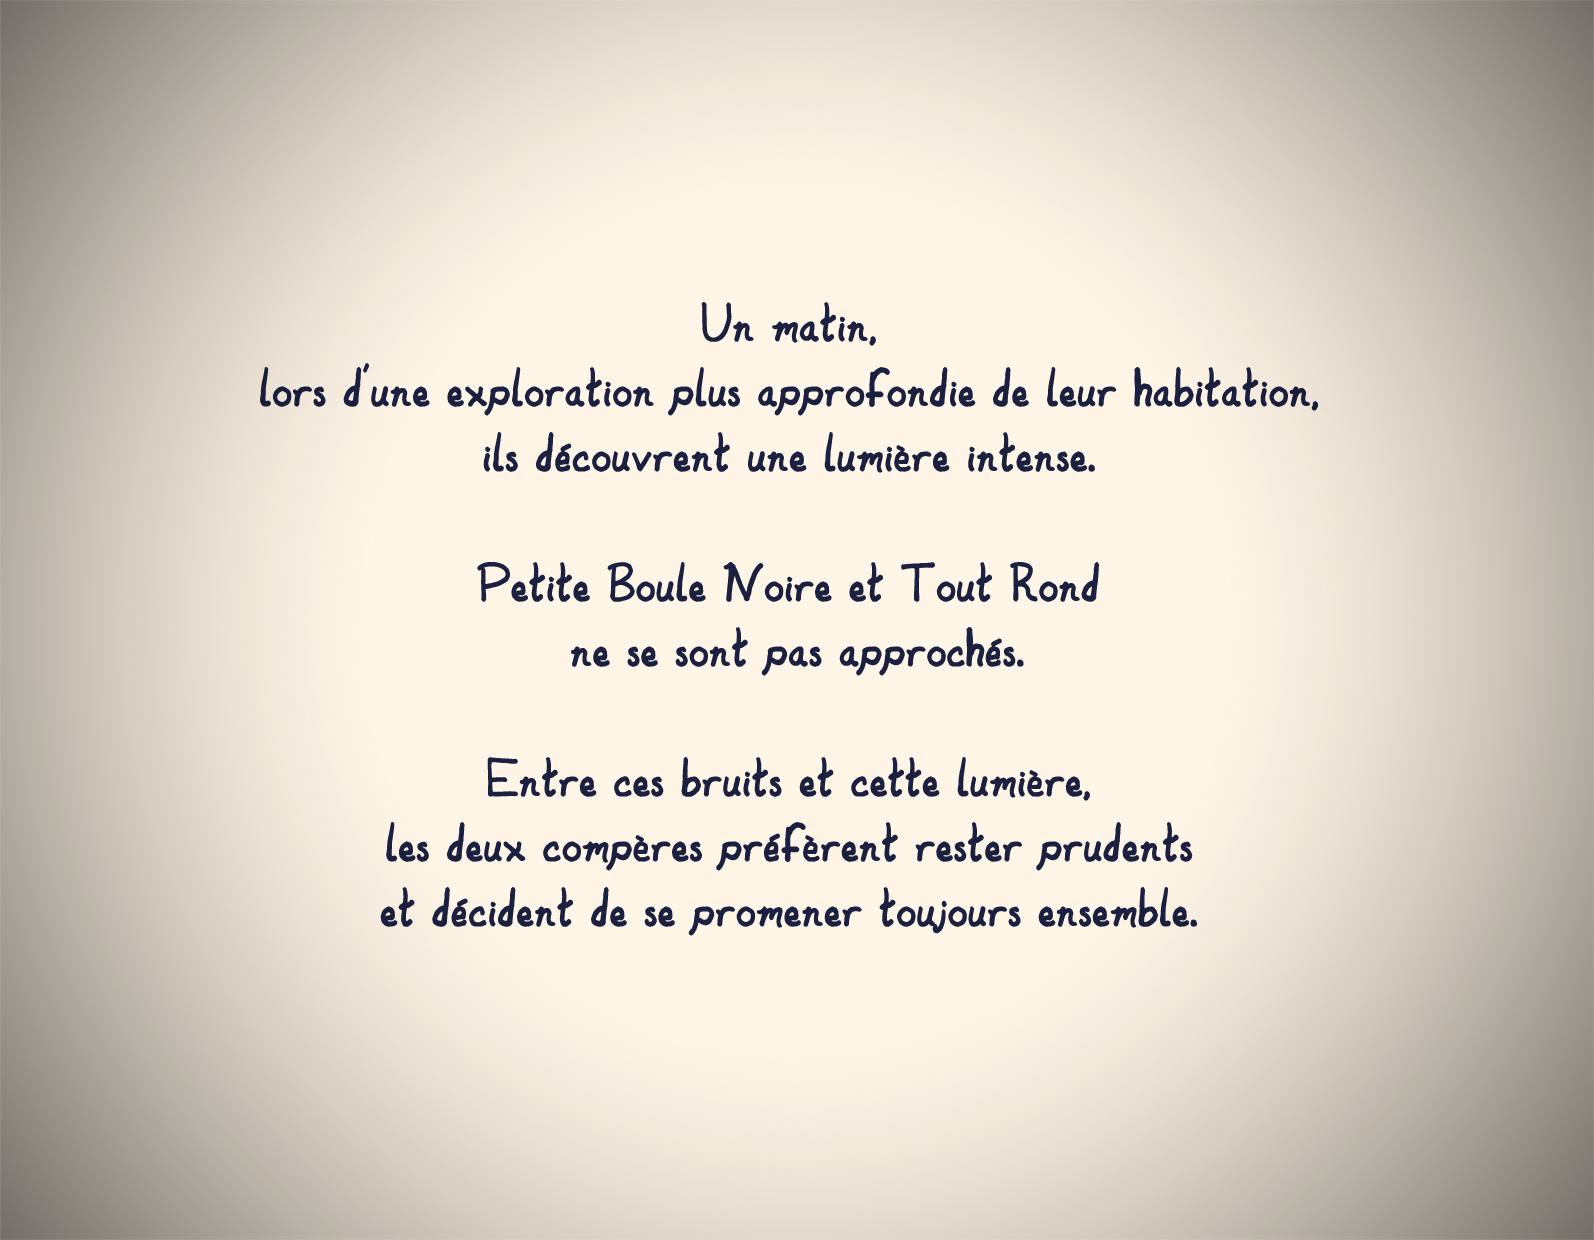 Un matin,
lors d'une exploration plus approfondie de leur habitation,
ils découvrent une lumière intense.
Petite Boule Noire et Tout Rond
ne se sont pas approchés.
Entre ces bruits et cette lumière,
les deux compères préfèrent rester prudents
et décident de se promener toujours ensemble.